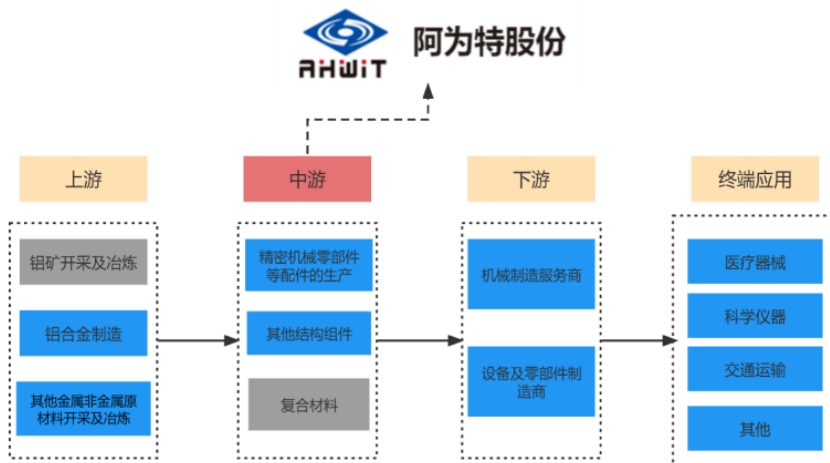 AHWIT 阿为特股份
上游
中游
下游
终端应用
铝矿开采及冶炼
铝合金制造
其他金属非金属原
材料开采及冶炼
精密机械零部件
等配件的生产
其他结构组件
复合材料
机械制造服务商
设备及零部件制
造商
医疗器械
科学仪器
交通运输
其他